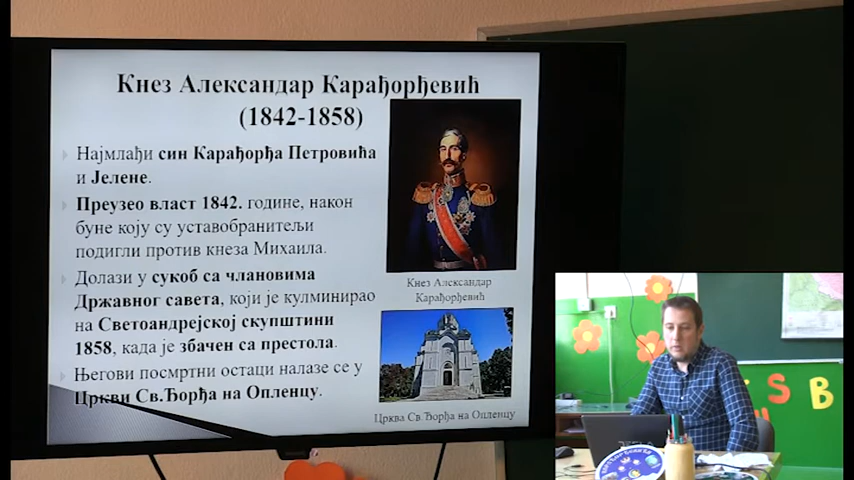 Кнез Александар Карађорђевић
(1842-1858)
Најмлађи син Карађорђа Петровића
и Јелене.
Преузео власт 1842. године, након
буне коју су уставобранитељи
подигли против кнеза Михаила.
Долази у сукоб са члановима
Државног савета, који је кулминирао
на Светоандрејској скупштини
1858, када је збачен са престола.
Његови посмртни остаци налазе се у
Цркви Св.Ђорђа на Опленцу.
Кнез Александар
Карађорђевић
Црква Св Ђорђа на Опленцу
S B